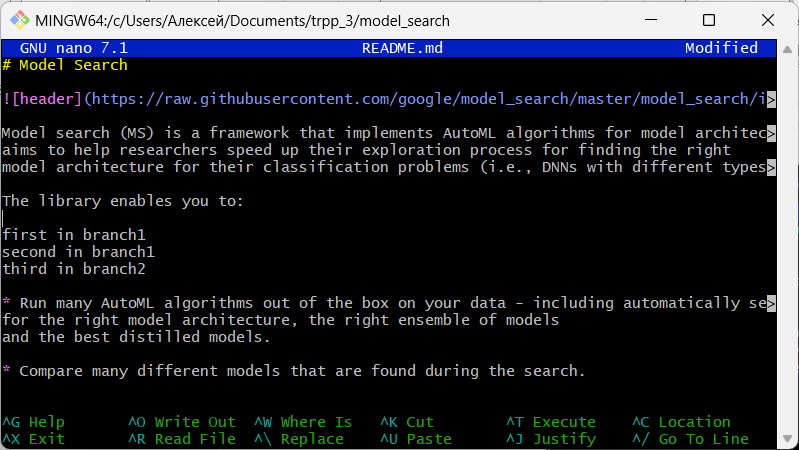 MINGW64:/c/Users/Алексей/Documents/trpp_3/model_search
GNU nano 7.1 README.md Modified
# Model Search
![header](https://raw.githubusercontent.com/google/model_search/master/model_search/i>
Model search (MS) is a framework that implements AutoML algorithms for model architec>
aims to help researchers speed up their exploration process for finding the right
model architecture for their classification problems (i.e., DNNs with different types>
The library enables you to:
first in branch1
second in branch1
third in branch2
* Run many AutoML algorithms out of the box on your data - including automatically se>
for the right model architecture, the right ensemble of models
and the best distilled models.
* Compare many different models that are found during the search.
^G Help ^O Write Out ^W Where Is ^K Cut ^T Execute ^C Location
^X Exit ^R Read File ^\ Replace ^U Paste ^J Justify ^/ Go To Line